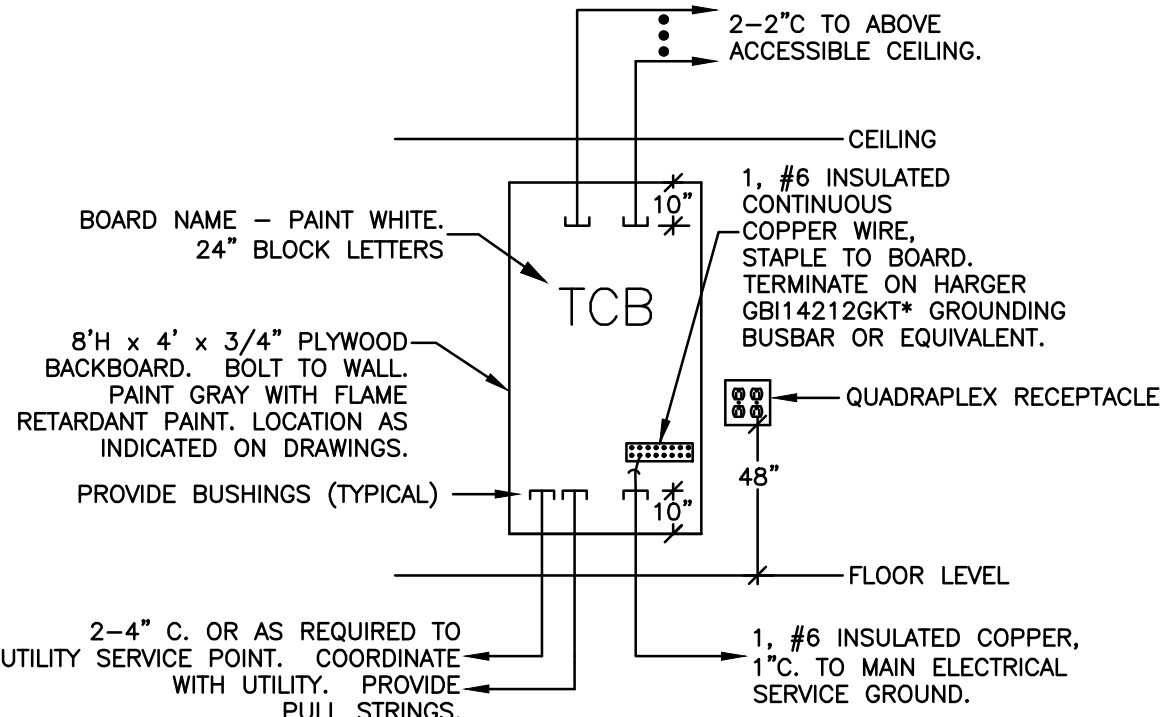 2-2"C TO ABOVE
ACCESSIBLE CEILING.
CEILING
1, #6 INSULATED
CONTINUOUS
COPPER WIRE,
STAPLE TO BOARD.
TERMINATE ON HARGER
GBI14212GKT* GROUNDING
BUSBAR OR EQUIVALENT.
10"
BOARD NAME - PAINT WHITE.
24" BLOCK LETTERS
TCB
8'H x 4' x 3/4" PLYWOOD
BACKBOARD. BOLT TO WALL.
PAINT GRAY WITH FLAME
RETARDANT PAINT. LOCATION AS
INDICATED ON DRAWINGS.
QUADRAPLEX RECEPTACLE
48"
PROVIDE BUSHINGS (TYPICAL)
10"
FLOOR LEVEL
2-4" C. OR AS REQUIRED TO
UTILITY SERVICE POINT. COORDINATE
WITH UTILITY. PROVIDE
PULL STRINGS.
1, #6 INSULATED COPPER,
1"C. TO MAIN ELECTRICAL
SERVICE GROUND.